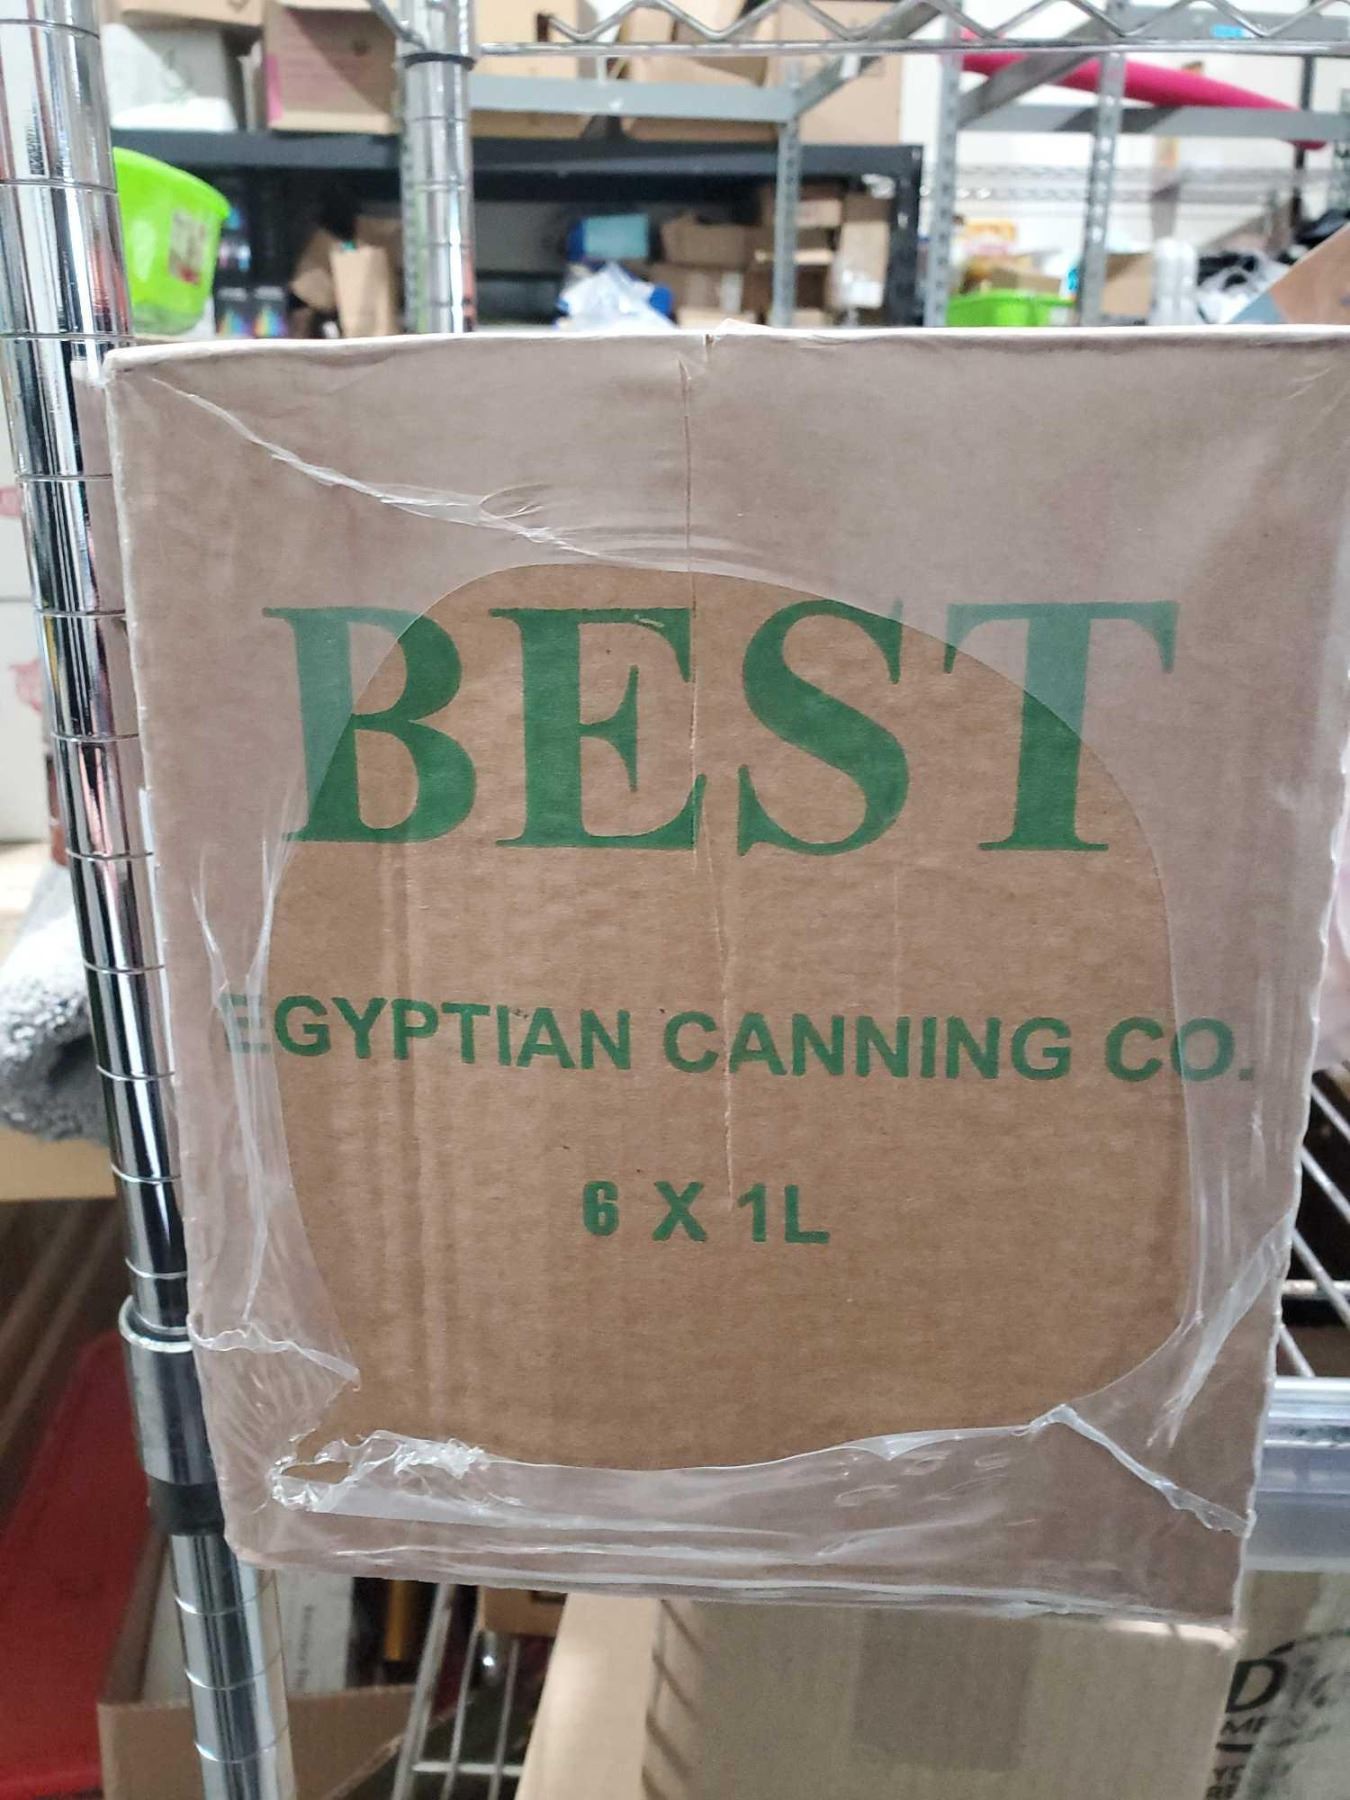 BEST
EGYPTIAN CANNING CO.
6 X 1L